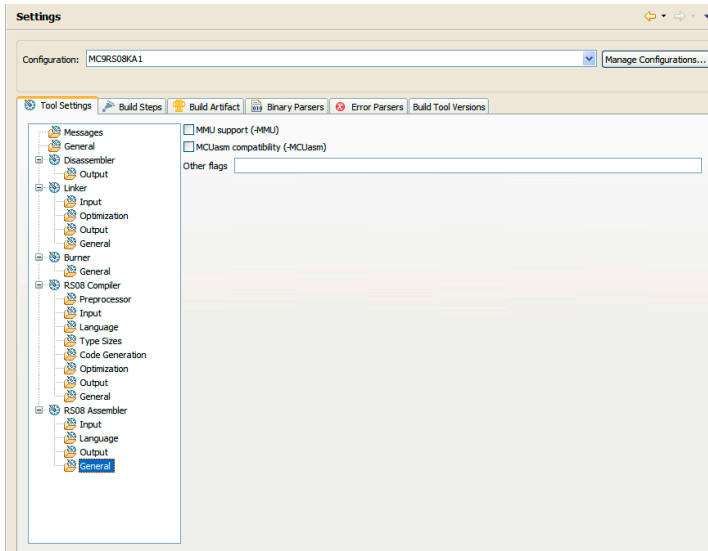 Settings
Configuration: MC9RS08KA1 Manage Configurations...
Tool Settings Build Steps Build Artifact Binary Parsers Error Parsers Build Tool Versions
Messages
General
Disassembler
Output
Linker
Input
Optimization
Output
General
Burner
General
RS08 Compiler
Preprocessor
Input
Language
Type Sizes
Code Generation
Optimization
Output
General
RS08 Assembler
Input
Language
Output
General
MMU support (-MMU)
MCUasm compatibility (-MCUasm)
Other flags